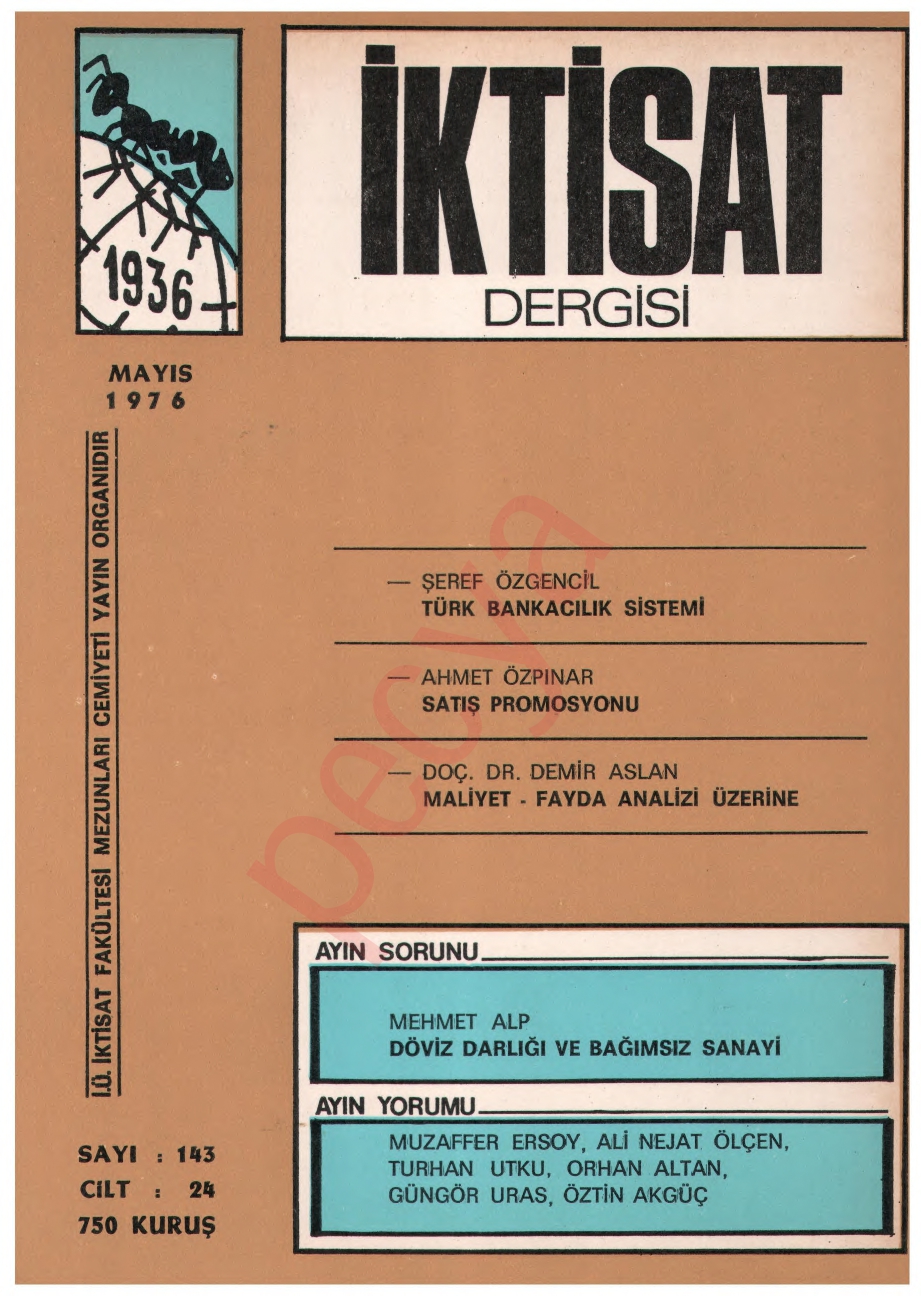 1936
İKTİSAT
DERGİSİ
MAYIS
1976
İ.Ü. İKTİSAT FAKÜLTESİ MEZUNLARI CEMİYETİ YAYIN ORGANIDIR
— ŞEREF ÖZGENCİL
TÜRK BANKACILIK SİSTEMİ
— AHMET ÖZPINAR
SATIŞ PROMOSYONU
— DOÇ. DR. DEMİR ASLAN
MALİYET - FAYDA ANALİZİ ÜZERİNE
pecya
AYIN SORUNU
MEHMET ALP
DÖVİZ DARLIĞI VE BAĞIMSIZ SANAYİ
AYIN YORUMU
MUZAFFER ERSOY, ALİ NEJAT ÖLÇEN,
TURHAN UTKU, ORHAN ALTAN,
GÜNGÖR URAS, ÖZTİN AKGÜÇ
SAYI : 143
CİLT : 24
750 KURUŞ